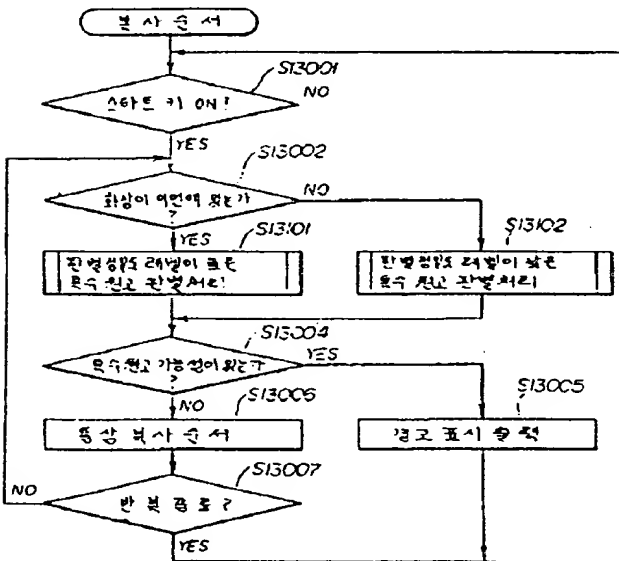 복사순서
S13001
스타트 키 ON?
NO
YES
S13002
화상이 이면에 있는가
?
NO
YES
S13101
S13102
판별정밀도 레벨이 높은
특수 원고 판별처리
판별정밀도 레벨이 낮은
특수 원고 판별처리
S13004
특수원고 가능성이 있는가
?
YES
NO
S13006
S13005
통상 복사 순서
경고 표시 출력
S13007
NO
반복 종료?
YES